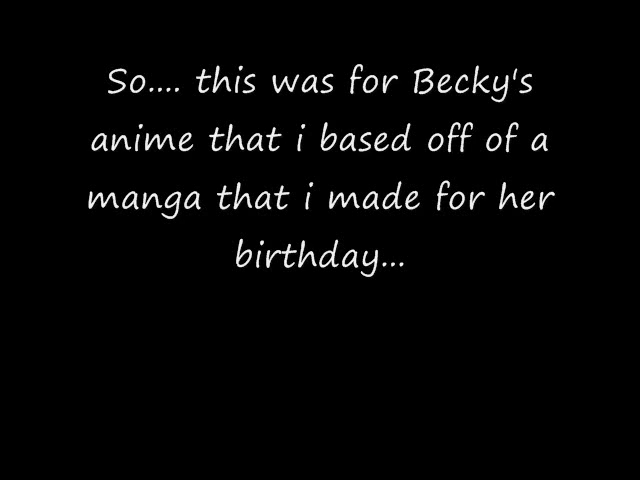 So.... this was for Becky's
anime that i based off of a
manga that i made for her
birthday...